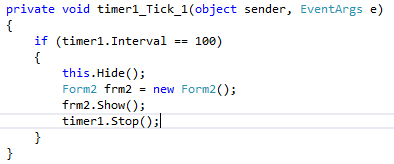 private void timer1_Tick_1(object sender, EventArgs e)
{
    if (timer1.Interval == 100)
    {
        this.Hide();
        Form2 frm2 = new Form2();
        frm2.Show();
        timer1.Stop();
    }
}